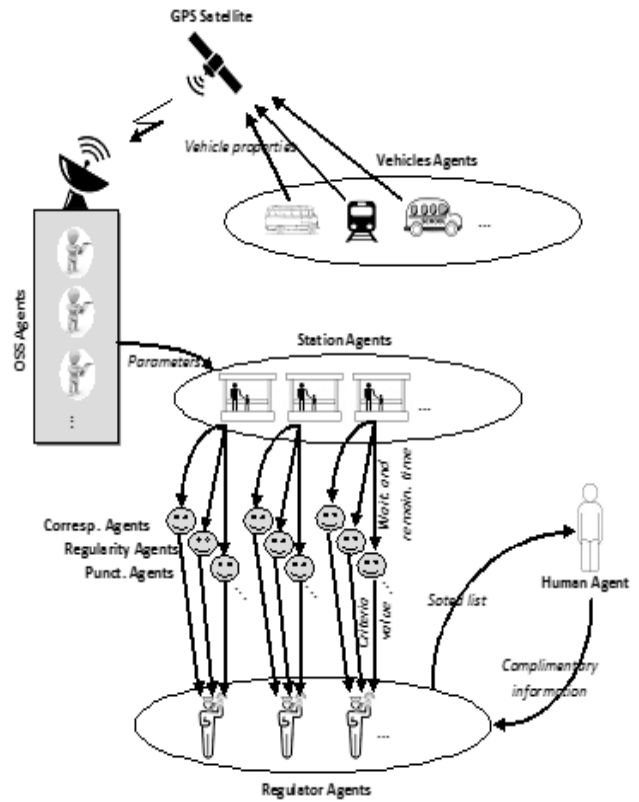 GPS Satellite
Vehicle properties
Vehicles Agents
...
OSS Agents
...
Parameters
Station Agents
...
Wait. and
remain. time
Corresp. Agents
Regularity Agents
Punct. Agents
...
...
...
Criteria
value
Human Agent
Soted list
Complimentary
information
...
Regulator Agents